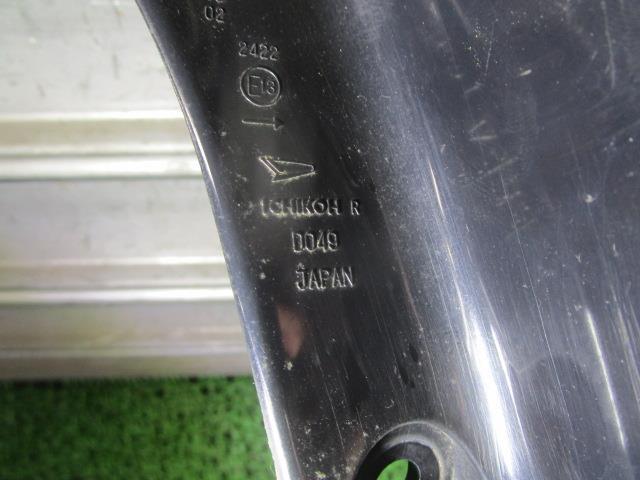 02
2422
E13
ICHIKOH R
D049
JAPAN